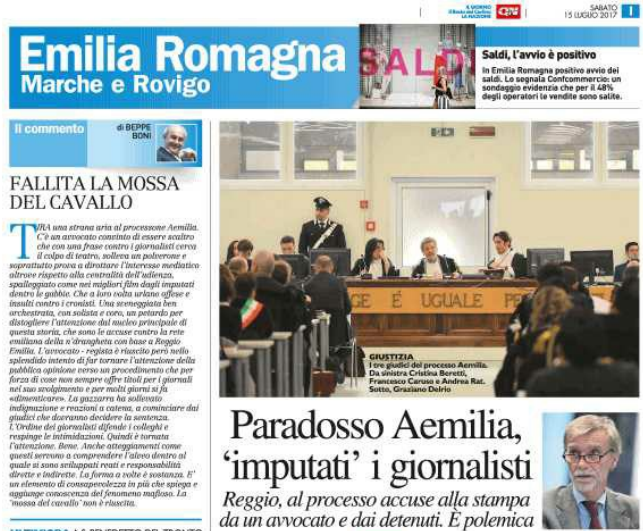 IL GIORNO
il Resto del Carlino
LA NAZIONE
QN
SABATO
15 LUGLIO 2017
I
Emilia Romagna
Marche e Rovigo
SALDI
Saldi, l'avvio è positivo
In Emilia Romagna positivo avvio dei
saldi. Lo segnala Confcommercio: un
sondaggio evidenzia che per il 48%
degli operatori le vendite sono salite.
Il commento
di BEPPE
BONI
FALLITA LA MOSSA
DEL CAVALLO
TIRA una strana aria al processone Aemilia.
C'è un avvocato convinto di essere scaltro
che con una frase contro i giornalisti cerca
il colpo di teatro, solleva un polverone e
soprattutto prova a dirottare l'interesse mediatico
altrove rispetto alla centralità dell'udienza,
spalleggiato come nei migliori film dagli imputati
dentro le gabbie. Che a loro volta urlano offese e
insulti contro i cronisti. Una sceneggiata ben
orchestrata, con solista e coro, un petardo per
distogliere l'attenzione dal nucleo principale di
questa storia, che sono le accuse contro la rete
emiliana della n'drangheta con base a Reggio
Emilia. L'avvocato - regista è riuscito però nello
splendido intento di far tornare l'attenzione della
pubblica opinione verso un procedimento che per
forza di cose non sempre offre titoli per i giornali
nel suo svolgimento e per molti giorni si fa
«dimenticare». La gazzarra ha sollevato
indignazione e reazioni a catena, a cominciare dai
giudici che dovranno decidere la sentenza.
L'Ordine dei giornalisti difende i colleghi e
respinge le intimidazioni. Quindi è tornata
l'attenzione. Bene. Anche atteggiamenti come
questi servono a comprendere l'alveo dentro al
quale si sono sviluppati reati e responsabilità
dirette e indirette. La forma a volte è sostanza. E'
un elemento di consapevolezza in più che spiega e
aggiunge conoscenza del fenomeno mafioso. La
'mossa del cavallo' non è riuscita.
GE È UGUALE PE
GIUSTIZIA
I tre giudici del processo Aemilia.
Da sinistra Cristina Beretti,
Francesco Caruso e Andrea Rat.
Sotto, Graziano Delrio
Paradosso Aemilia,
'imputati' i giornalisti
Reggio, al processo accuse alla stampa
da un avvocato e dai detenuti. È polemica